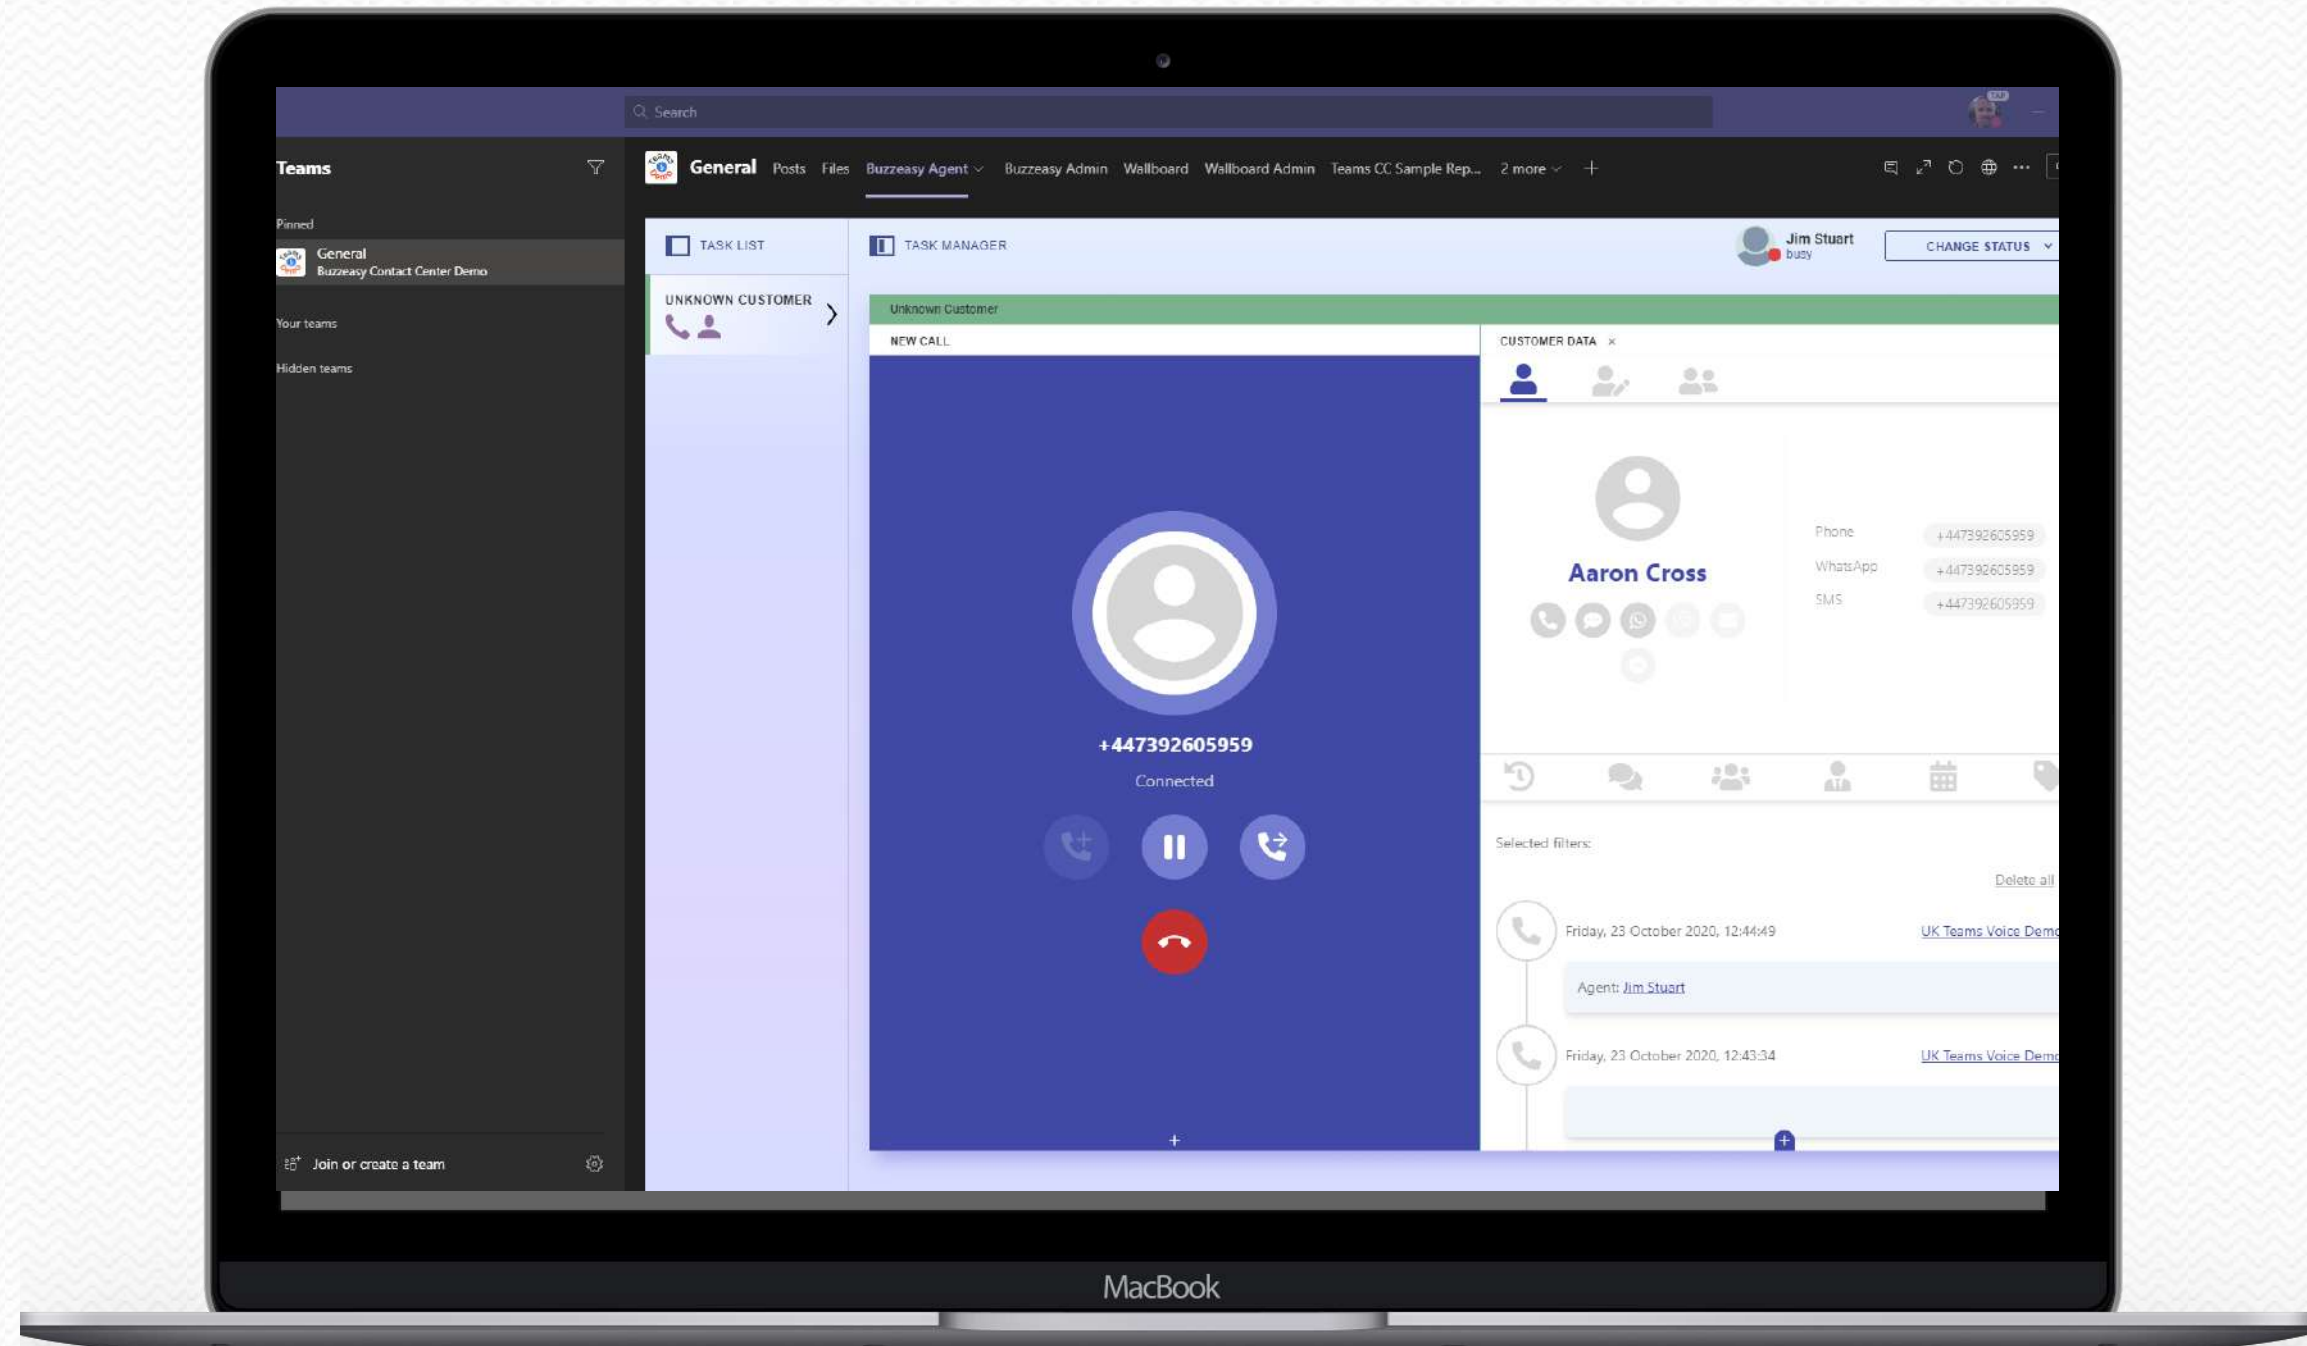 Search
Teams
General Posts Files Buzzeasy Agent Buzzeasy Admin Wallboard Wallboard Admin Teams CC Sample Rep... 2 more
Pinned
General
Buzzeasy Contact Center Demo
Your teams
Hidden teams
Join or create a team
TASK LIST
UNKNOWN CUSTOMER
TASK MANAGER
Jim Stuart
busy
CHANGE STATUS
Unknown Customer
NEW CALL
+447392605959
Connected
CUSTOMER DATA ×
Aaron Cross
Phone +447392605959
WhatsApp +447392605959
SMS +447392605959
Selected filters:
Delete all
Friday, 23 October 2020, 12:44:49 UK Teams Voice Demo
Agent: Jim Stuart
Friday, 23 October 2020, 12:43:34 UK Teams Voice Demo
MacBook